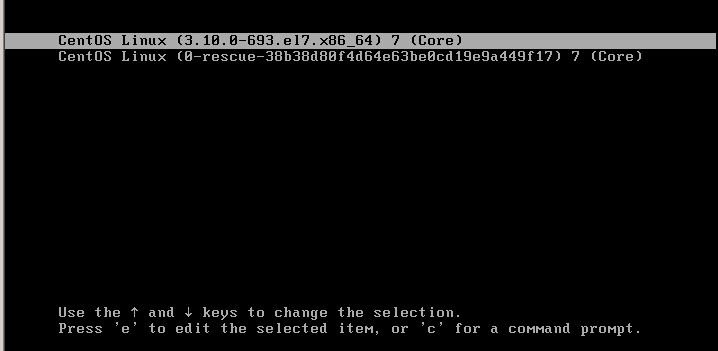 CentOS Linux (3.10.0-693.el7.x86_64) 7 (Core)
CentOS Linux (0-rescue-38b38d80f4d64e63be0cd19e9a449f17) 7 (Core)
Use the ↑ and ↓ keys to change the selection.
Press 'e' to edit the selected item, or 'c' for a command prompt.